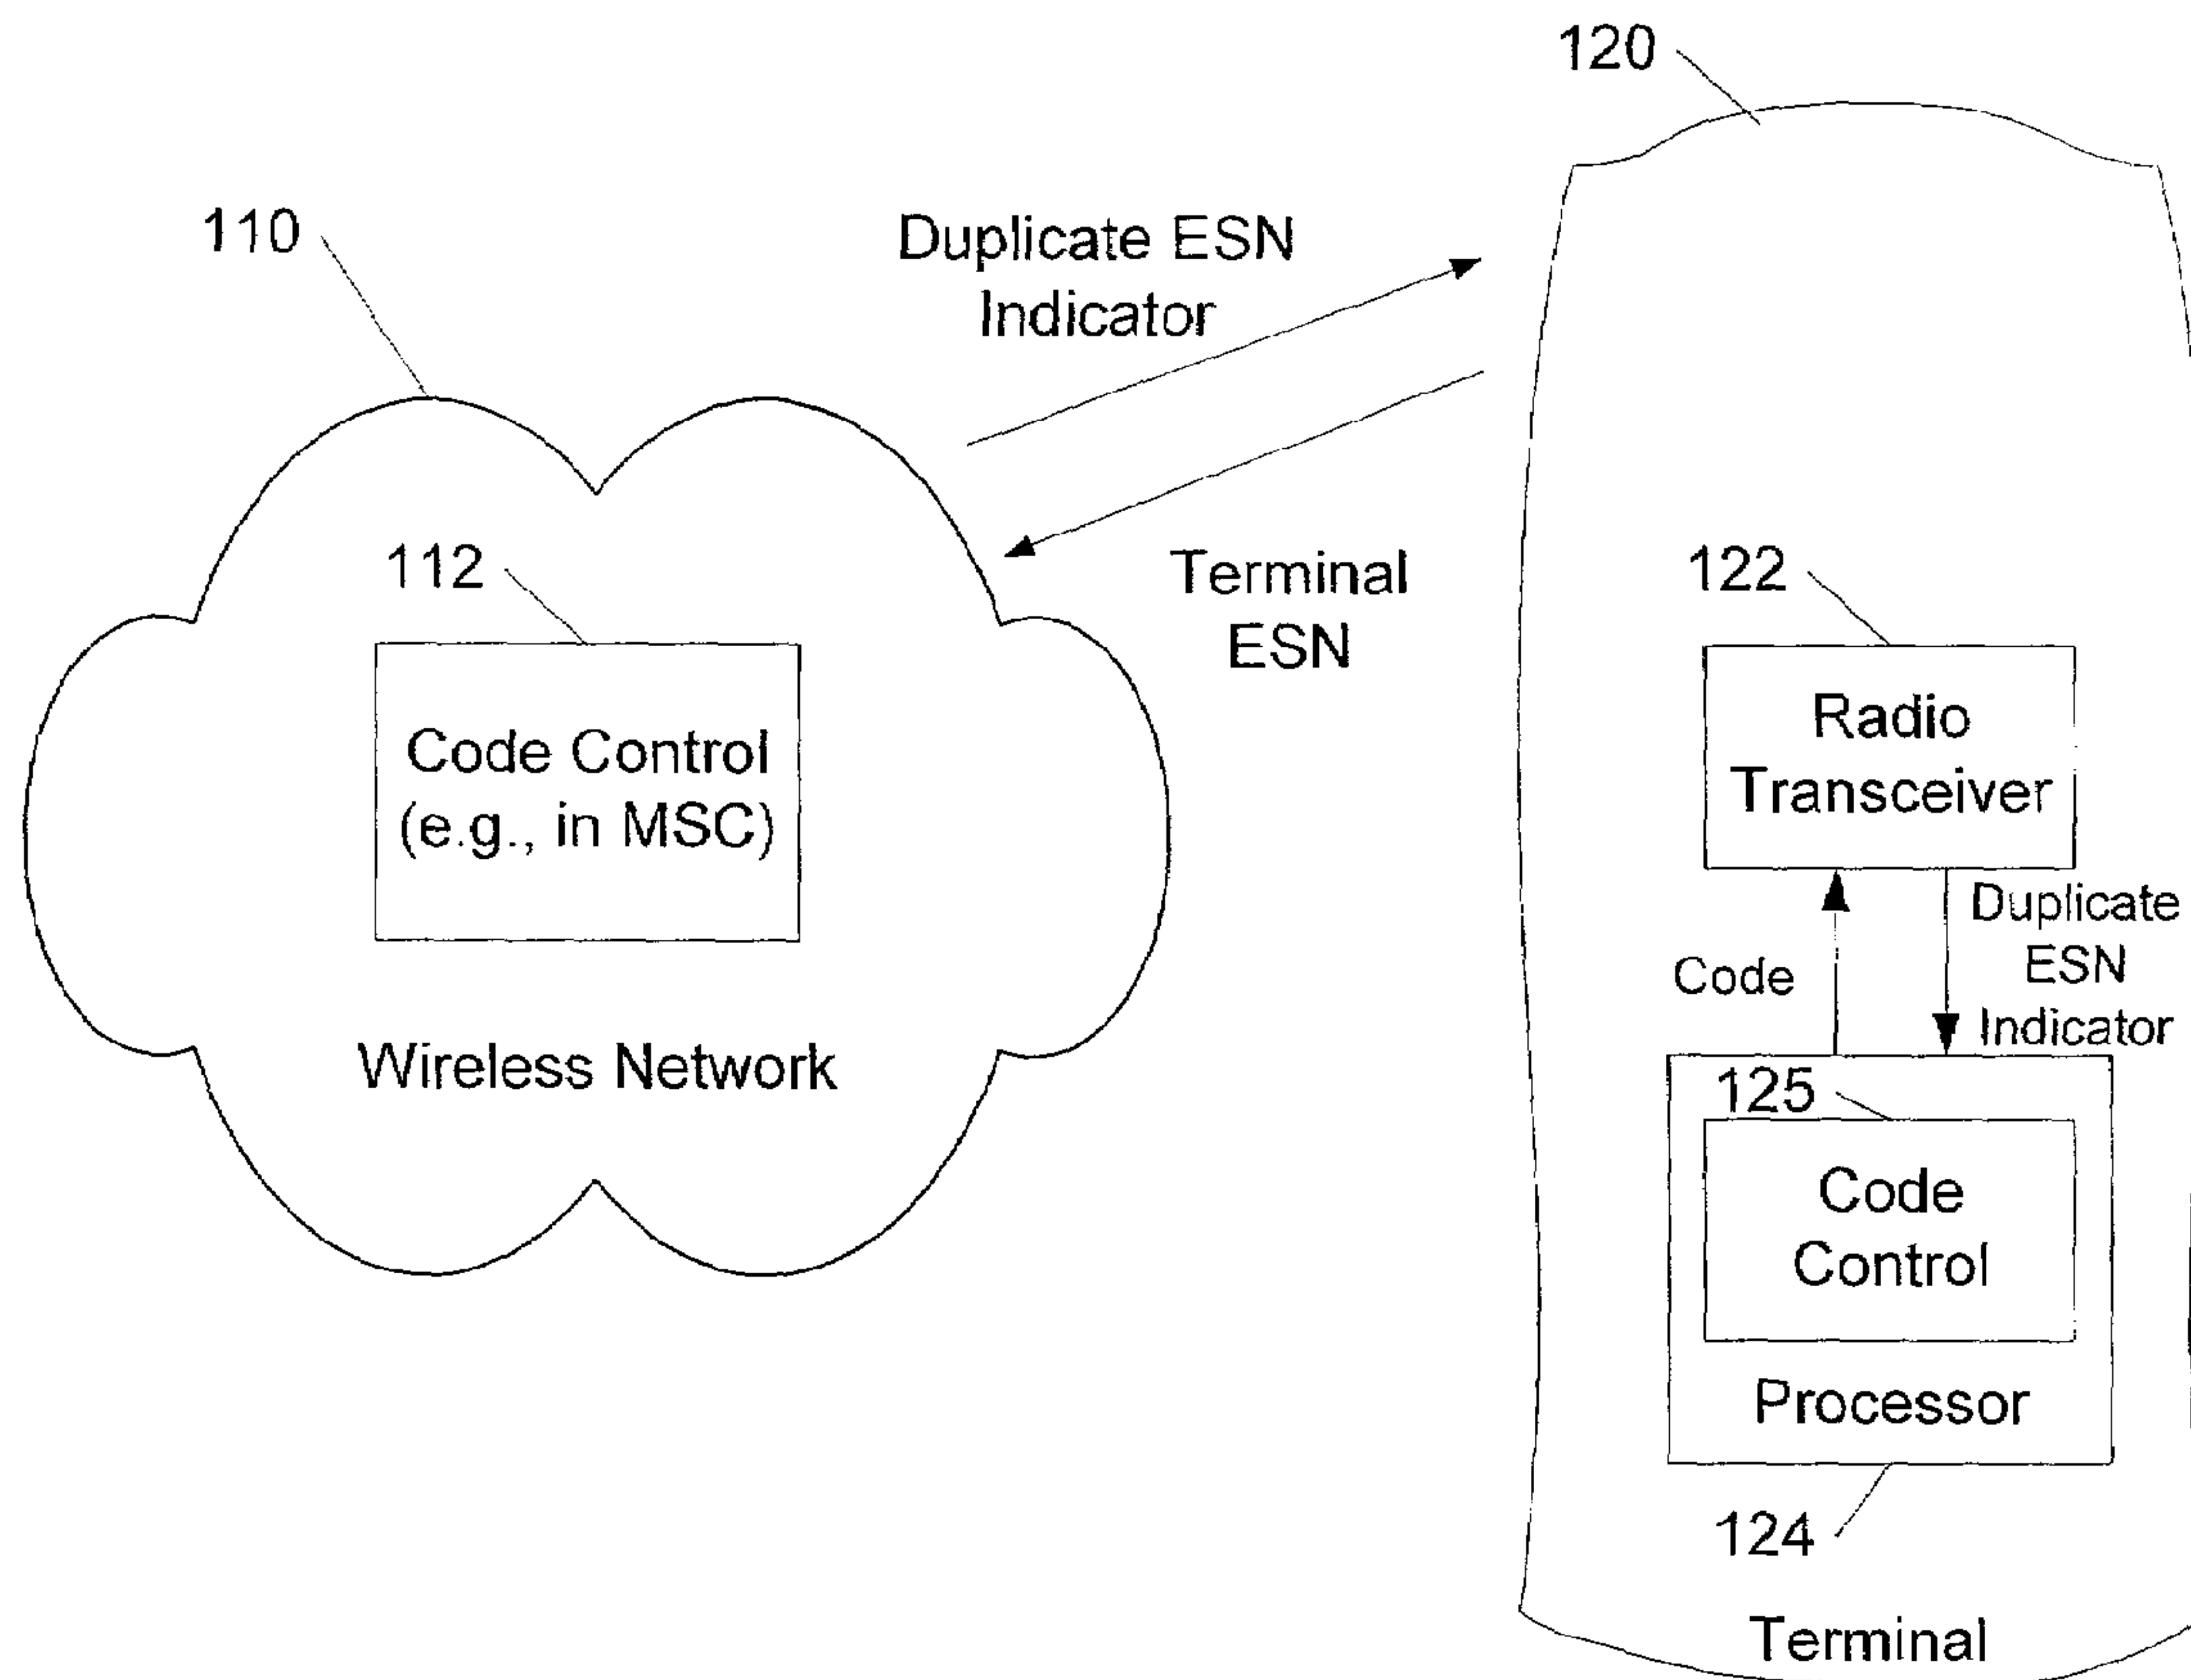 120
110
Duplicate ESN
Indicator
112
Terminal
ESN
122
Code Control
(e.g., in MSC)
Radio
Transceiver
Wireless Network
Code
Duplicate
ESN
Indicator
125
Code
Control
Processor
124
Terminal